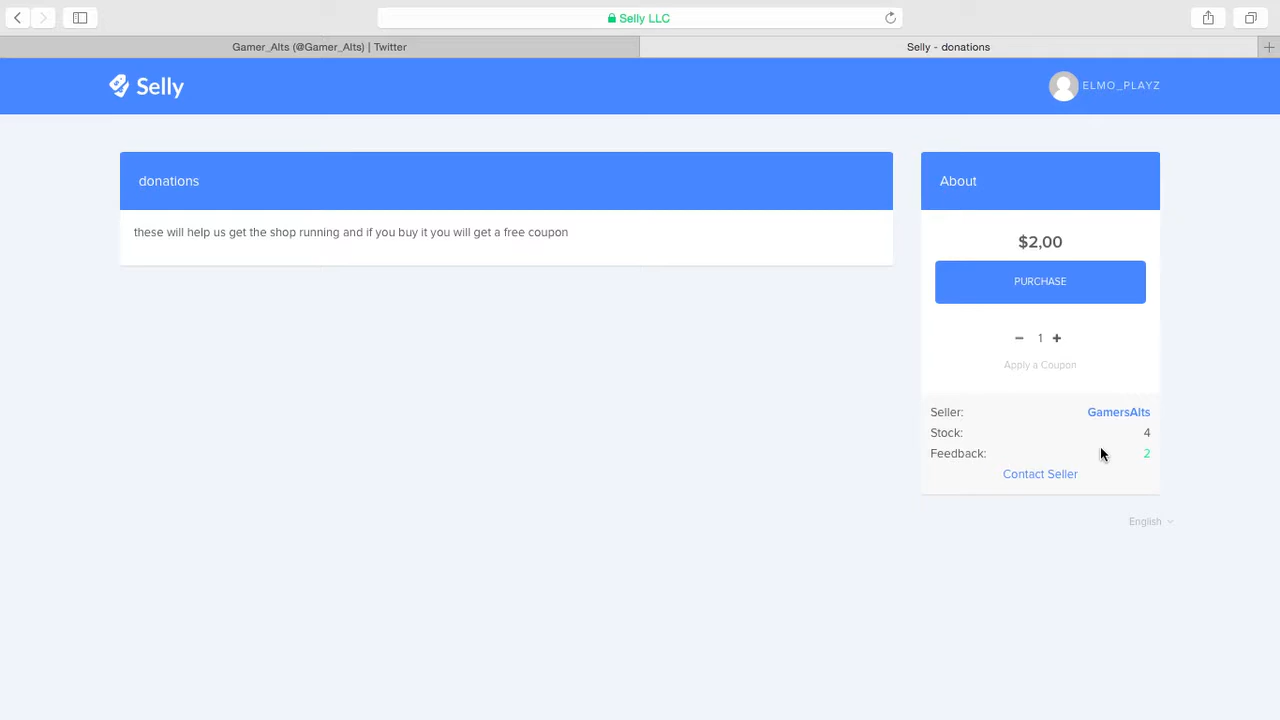 Selly LLC
Gamer_Alts (@Gamer_Alts) | Twitter
Selly - donations
Selly
ELMO_PLAYZ
donations
these will help us get the shop running and if you buy it you will get a free coupon
About
$2,00
PURCHASE
1
Apply a Coupon
Seller: GamersAlts
Stock: 4
Feedback: 2
Contact Seller
English